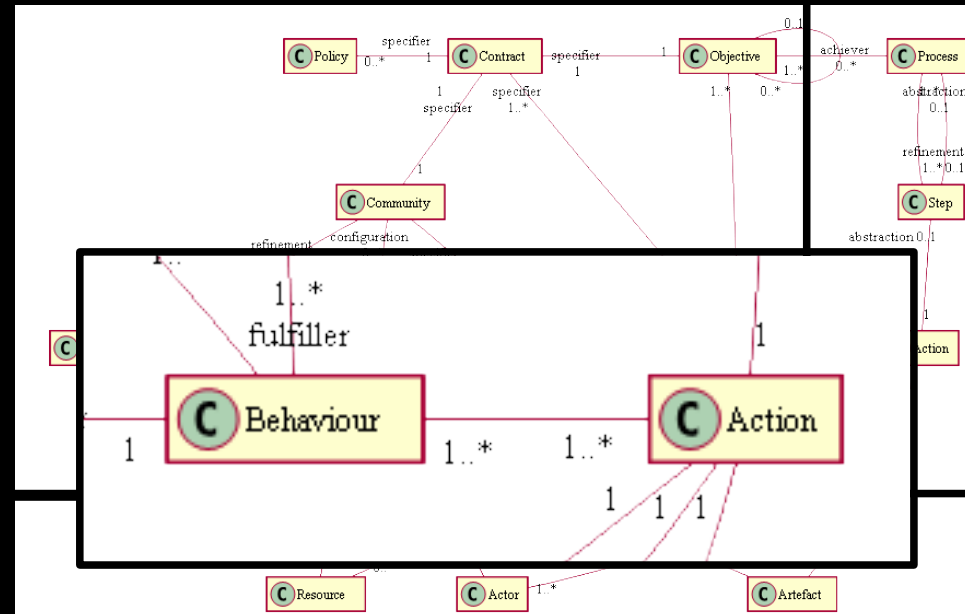 0..1
specifier
C Policy
C Contract
specifier
1
C Objective
achiever
C Process
0..*
1
1
1..*
0..*
1
specifier
specifier
1..*
1..*
0..*
0..1
refinement
1..* 0..1
1
C Community
C Step
configuration
refinement
abstraction 0..1
1..*
fulfiller
1
1
C
C Behaviour
C Action
Action
1
1..*
1..*
1
1
1
C Resource
C Actor
1..*
C Artefact